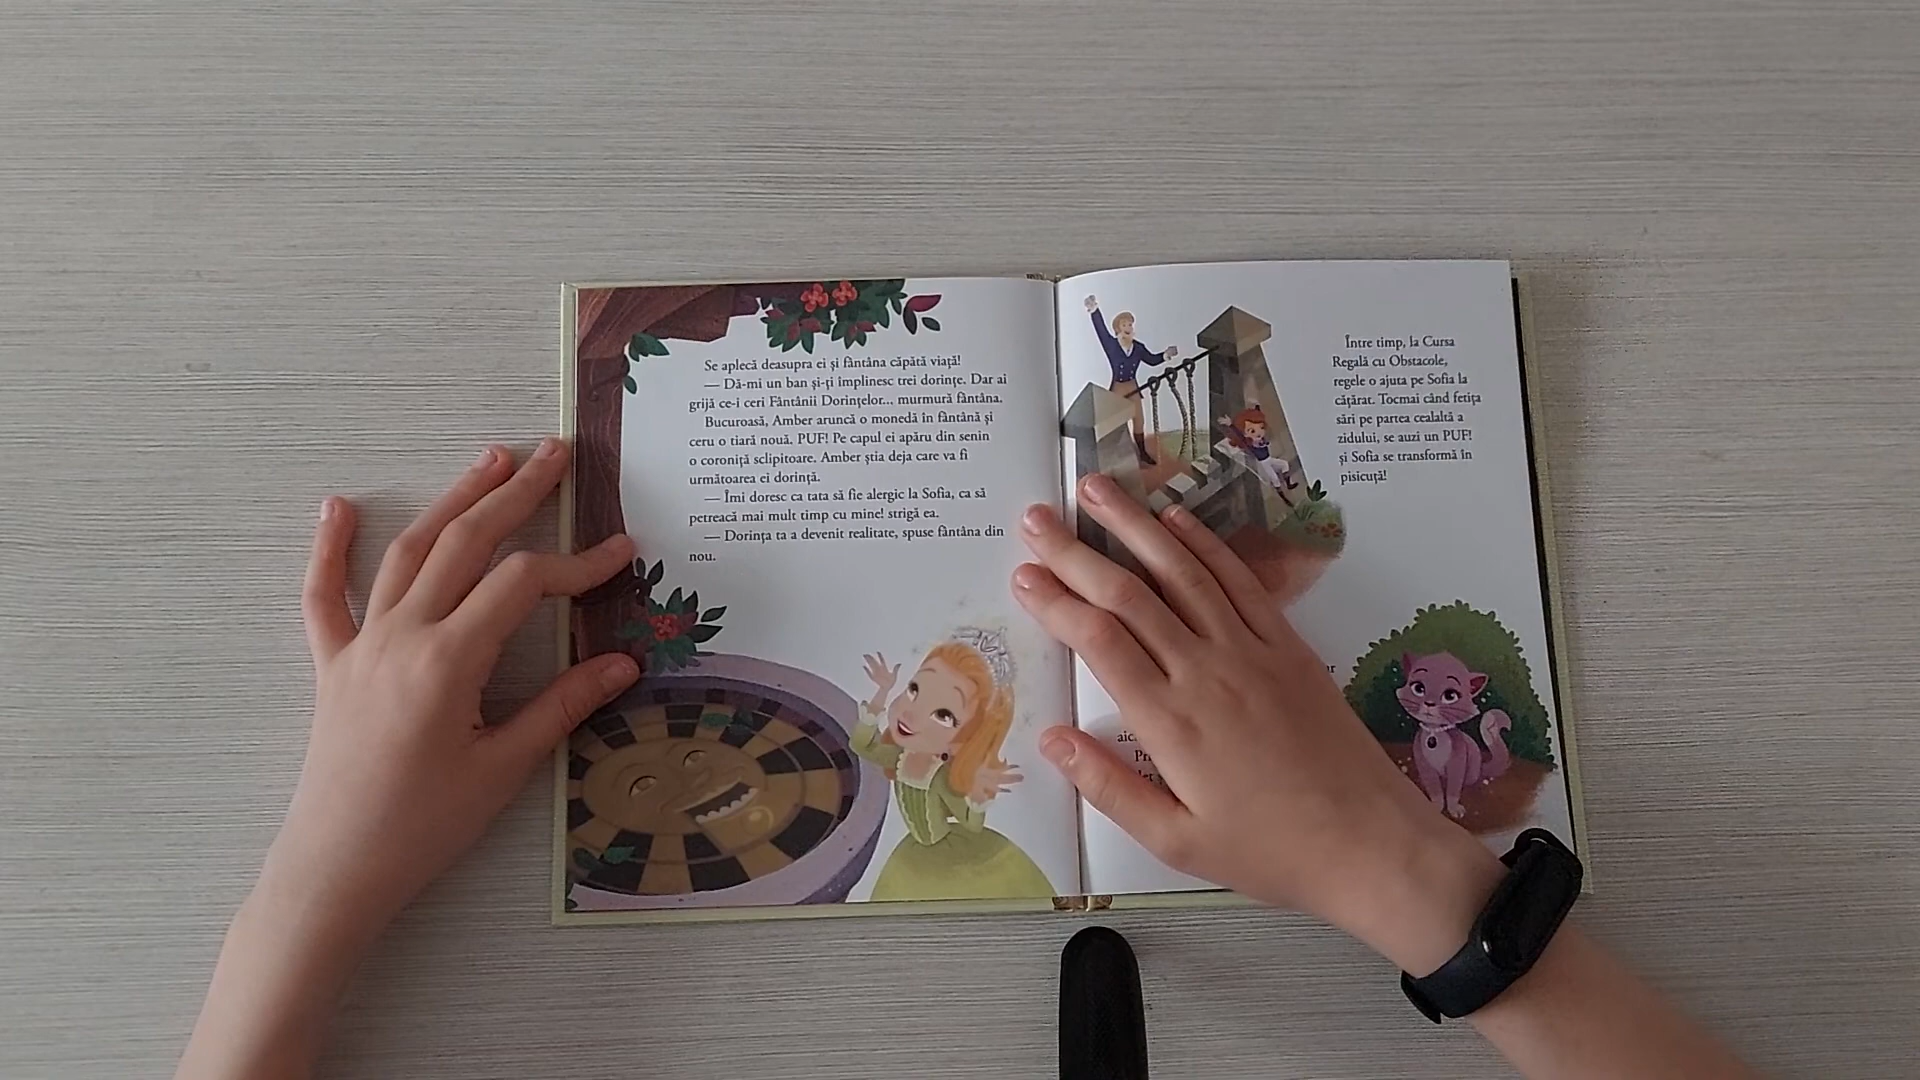 Se aplecă deasupra ei și fântâna căpătă viață!
— Dă-mi un ban și-ți împlinesc trei dorințe. Dar ai
grijă ce-i ceri Fântânii Dorințelor... murmură fântâna.
Bucuroasă, Amber aruncă o monedă în fântână și
ceru o tiară nouă. PUF! Pe capul ei apăru din senin
o coroniță sclipitoare. Amber știa deja care va fi
următoarea ei dorință.
— Îmi doresc ca tata să fie alergic la Sofia, ca să
petreacă mai mult timp cu mine! strigă ea.
— Dorința ta a devenit realitate, spuse fântâna din
nou.
Între timp, la Cursa
Regală cu Obstacole,
regele o ajuta pe Sofia la
cățărat. Tocmai când fetița
sări pe partea cealaltă a
zidului, se auzi un PUF!
și Sofia se transformă în
pisicuță!